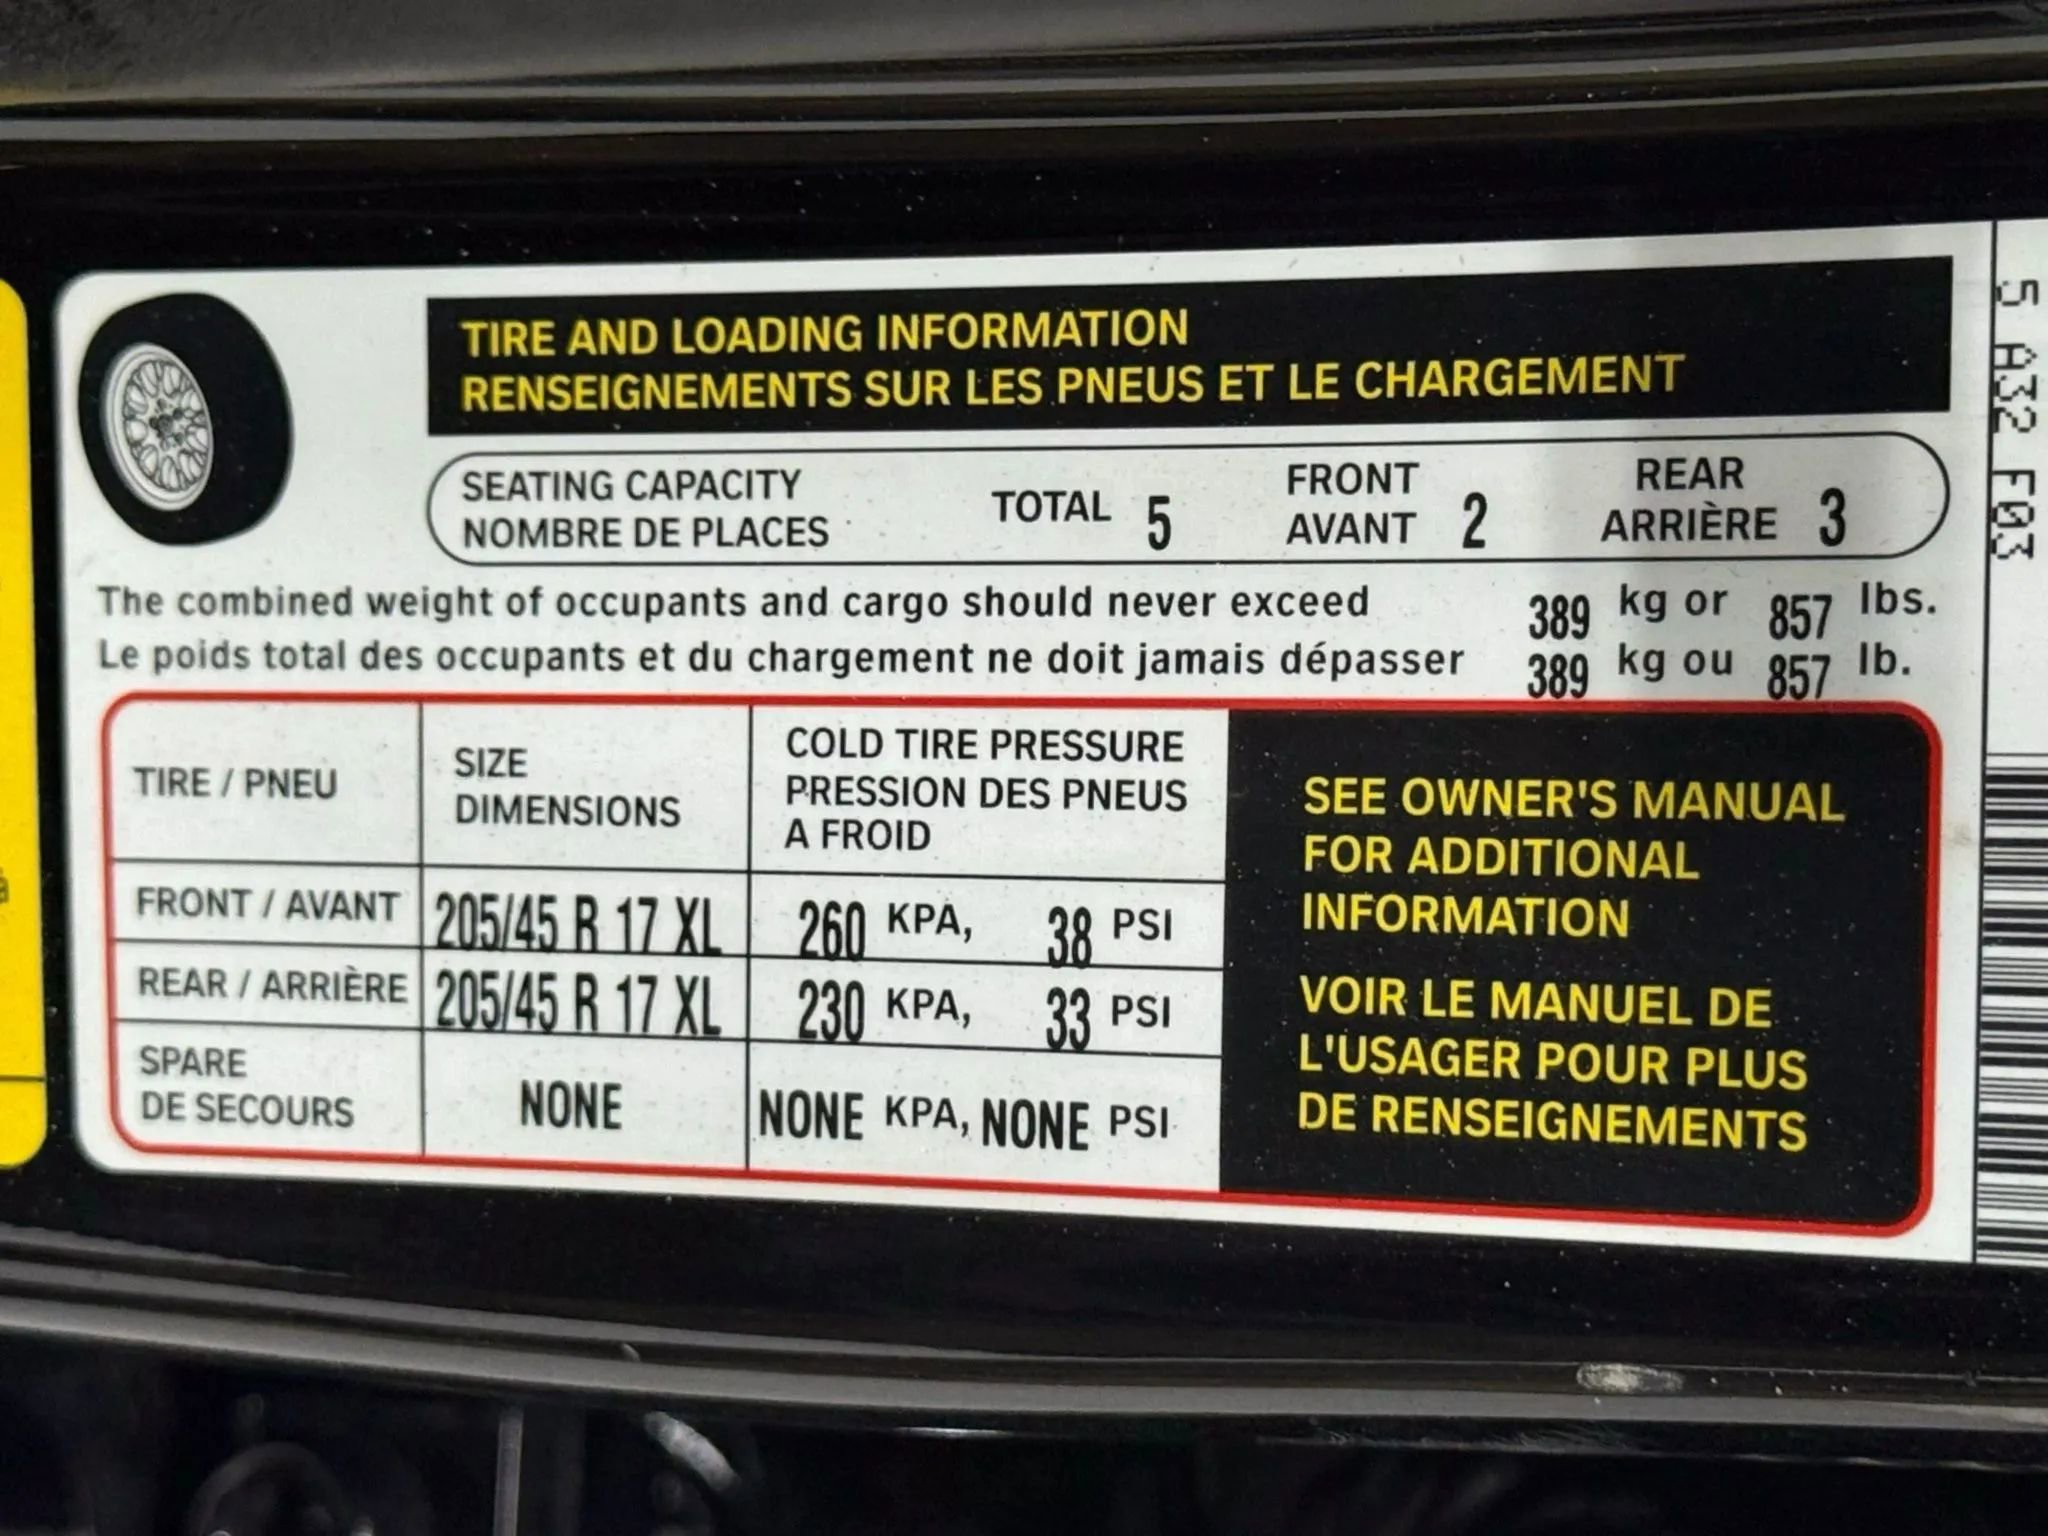 TIRE AND LOADING INFORMATION
RENSEIGNEMENTS SUR LES PNEUS ET LE CHARGEMENT
SEATING CAPACITY
NOMBRE DE PLACES
TOTAL 5
FRONT
AVANT 2
REAR
ARRIÈRE 3
The combined weight of occupants and cargo should never exceed 389 kg or 857 lbs.
Le poids total des occupants et du chargement ne doit jamais dépasser 389 kg ou 857 lb.
TIRE / PNEU
SIZE
DIMENSIONS
COLD TIRE PRESSURE
PRESSION DES PNEUS
A FROID
FRONT / AVANT 205/45 R 17 XL 260 KPA, 38 PSI
REAR / ARRIÈRE 205/45 R 17 XL 230 KPA, 33 PSI
SPARE
DE SECOURS NONE NONE KPA, NONE PSI
SEE OWNER'S MANUAL
FOR ADDITIONAL
INFORMATION
VOIR LE MANUEL DE
L'USAGER POUR PLUS
DE RENSEIGNEMENTS
5 A32 F03